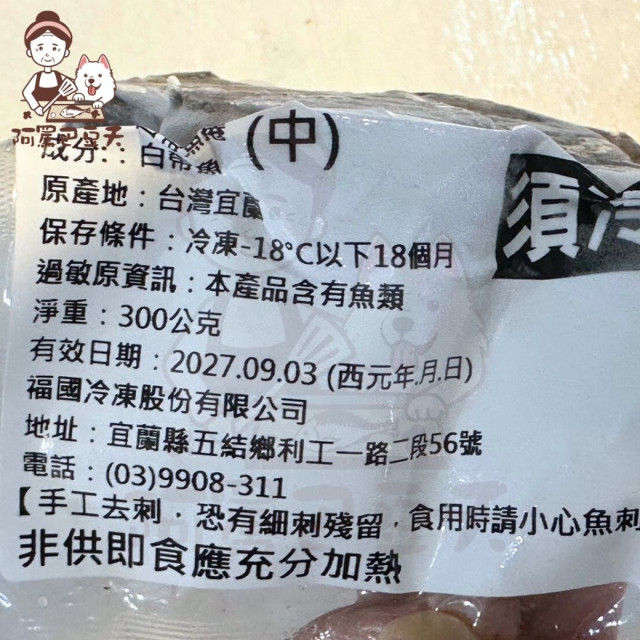 (中)
成分：白帶魚
原產地：台灣宜蘭
保存條件：冷凍-18°C以下18個月
過敏原資訊：本產品含有魚類
淨重：300公克
有效日期：2027.09.03 (西元年.月.日)
福國冷凍股份有限公司
地址：宜蘭縣五結鄉利工一路二段56號
電話：(03)9908-311
【手工去刺，恐有細刺殘留，食用時請小心魚刺
非供即食應充分加熱
須冷